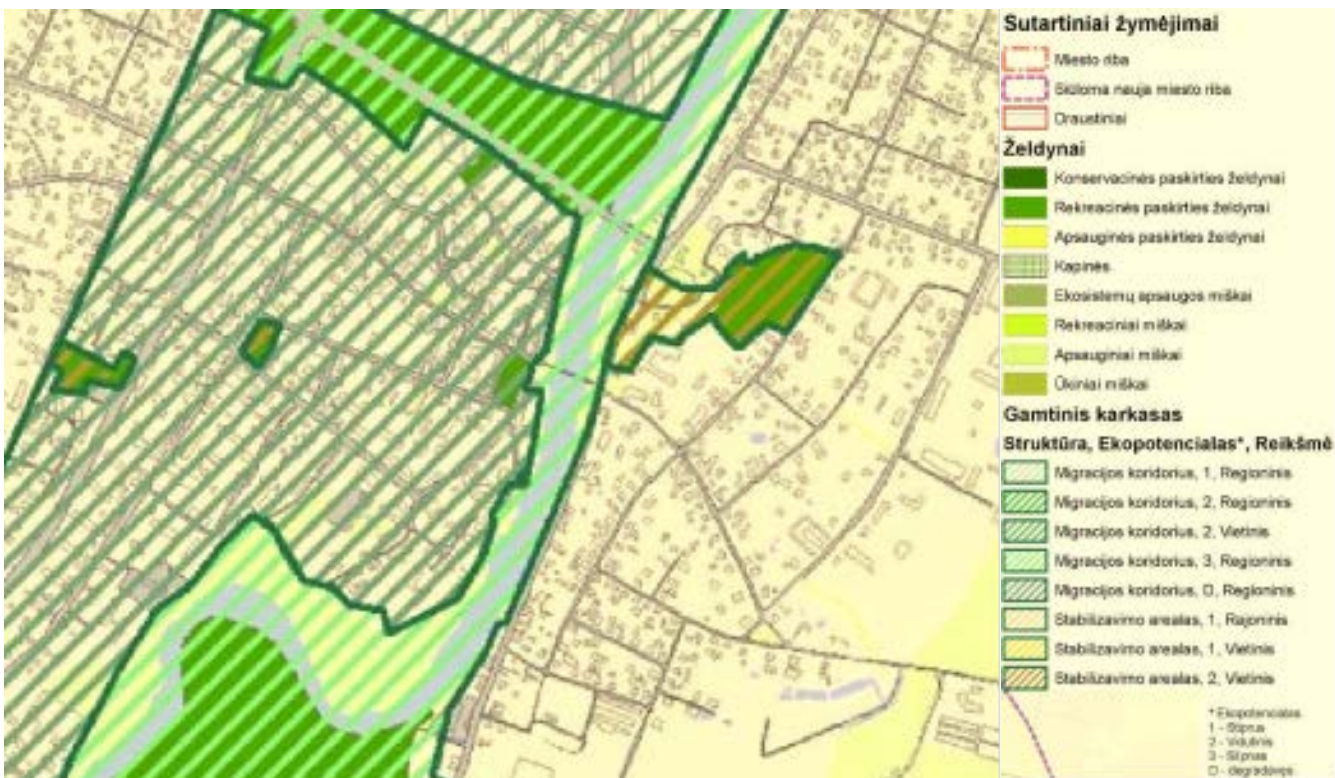 Sutartiniai žymėjimai
Miesto riba
Siūloma nauja miesto riba
Draustiniai
Želdynai
Konservacinės paskirties želdynai
Rekreacinės paskirties želdynai
Apsauginės paskirties želdynai
Kapinės
Ekosistemų apsaugos miškai
Rekreaciniai miškai
Apsauginiai miškai
Ūkiniai miškai
Gamtinis karkasas
Struktūra, Ekopotencialas*, Reikšmė
Migracijos koridorius, 1, Regioninis
Migracijos koridorius, 2, Regioninis
Migracijos koridorius, 2, Vietinis
Migracijos koridorius, 3, Regioninis
Migracijos koridorius, D, Regioninis
Stabilizavimo arealas, 1, Rajoninis
Stabilizavimo arealas, 1, Vietinis
Stabilizavimo arealas, 2, Vietinis
* Ekopotencialas
1 - Stiprus
2 - Vidutinis
3 - Silpnas
D - degradavęs